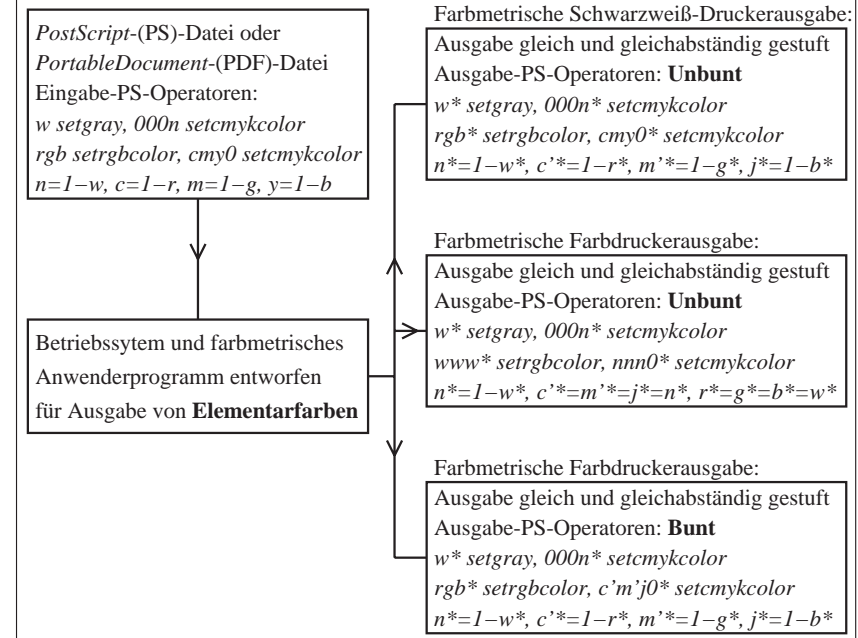 PostScript-(PS)-Datei oder
PortableDocument-(PDF)-Datei
Eingabe-PS-Operatoren:
w setgray, 000n setcmykcolor
rgb setrgbcolor, cmy0 setcmykcolor
n=1–w, c=1–r, m=1–g, y=1–b
Betriebssytem und farbmetrisches
Anwenderprogramm entworfen
für Ausgabe von Elementarfarben
Farbmetrische Schwarzweiß-Druckerausgabe:
Ausgabe gleich und gleichabständig gestuft
Ausgabe-PS-Operatoren: Unbunt
w* setgray, 000n* setcmykcolor
rgb* setrgbcolor, cmy0* setcmykcolor
n*=1–w*, c’*=1–r*, m’*=1–g*, j*=1–b*
Farbmetrische Farbdruckerausgabe:
Ausgabe gleich und gleichabständig gestuft
Ausgabe-PS-Operatoren: Unbunt
w* setgray, 000n* setcmykcolor
www* setrgbcolor, nnn0* setcmykcolor
n*=1–w*, c’*=m’*=j*=n*, r*=g*=b*=w*
Farbmetrische Farbdruckerausgabe:
Ausgabe gleich und gleichabständig gestuft
Ausgabe-PS-Operatoren: Bunt
w* setgray, 000n* setcmykcolor
rgb* setrgbcolor, c’m’j0* setcmykcolor
n*=1–w*, c’*=1–r*, m’*=1–g*, j*=1–b*